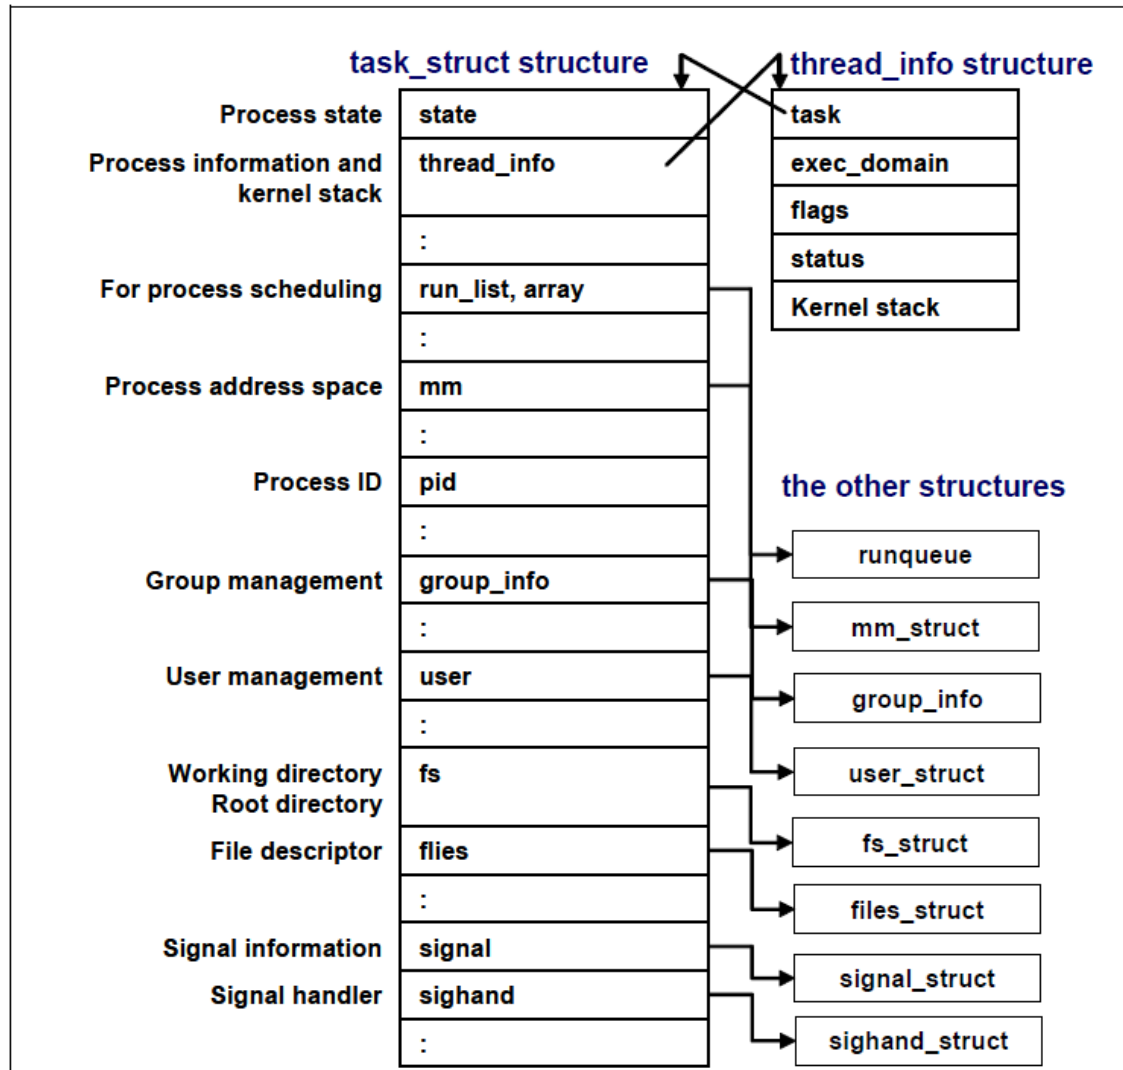 task_struct structure
thread_info structure
Process state
state
task
Process information and
kernel stack
thread_info
exec_domain
flags
:
status
For process scheduling
run_list, array
Kernel stack
:
Process address space
mm
:
Process ID
pid
the other structures
:
runqueue
Group management
group_info
:
mm_struct
User management
user
group_info
:
user_struct
Working directory
Root directory
fs
fs_struct
File descriptor
flies
:
files_struct
Signal information
signal
signal_struct
Signal handler
sighand
:
sighand_struct